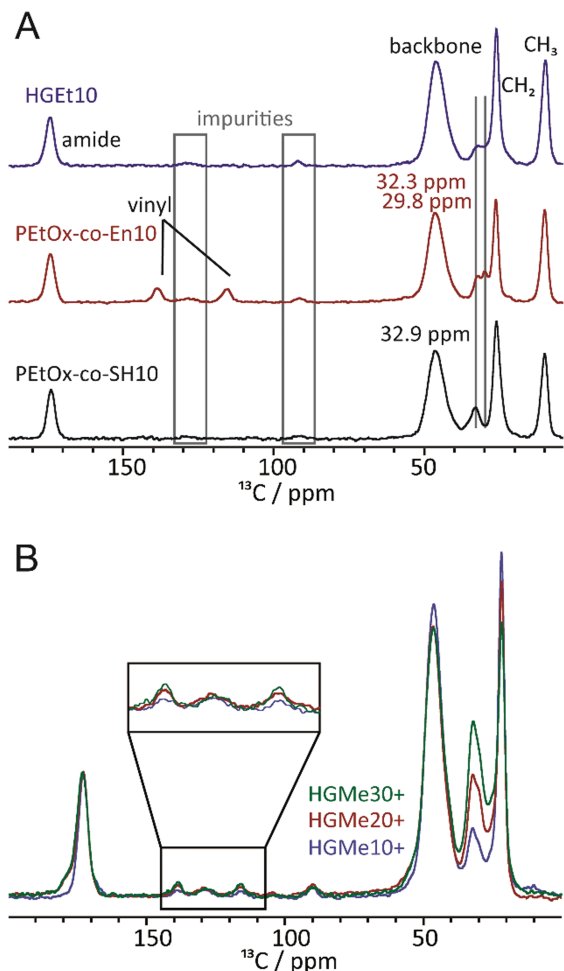 A
backbone
CH₃
HGEt10
impurities
CH₂
amide
32.3 ppm
vinyl
29.8 ppm
PEtOx-co-En10
32.9 ppm
PEtOx-co-SH10
150
100
50
¹³C / ppm
B
HGMe30+
HGMe20+
HGMe10+
150
100
50
¹³C / ppm